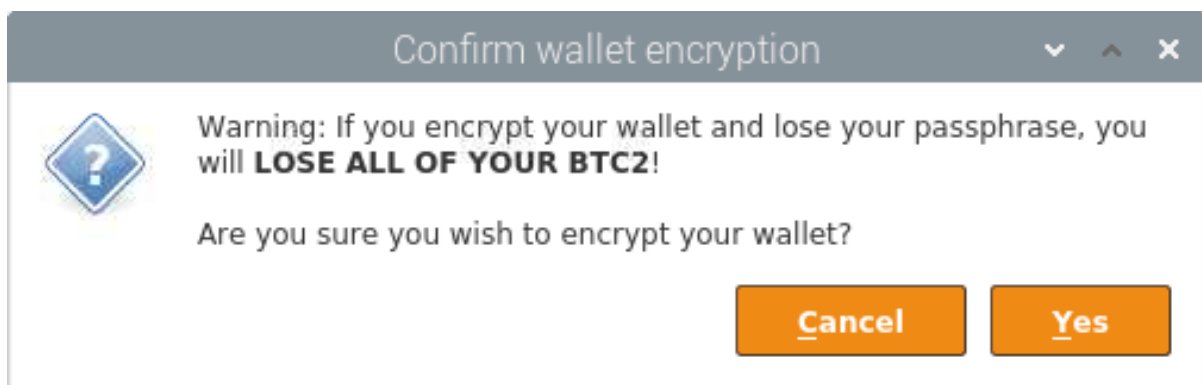 Confirm wallet encryption
Warning: If you encrypt your wallet and lose your passphrase, you
will LOSE ALL OF YOUR BTC2!
Are you sure you wish to encrypt your wallet?
Cancel Yes